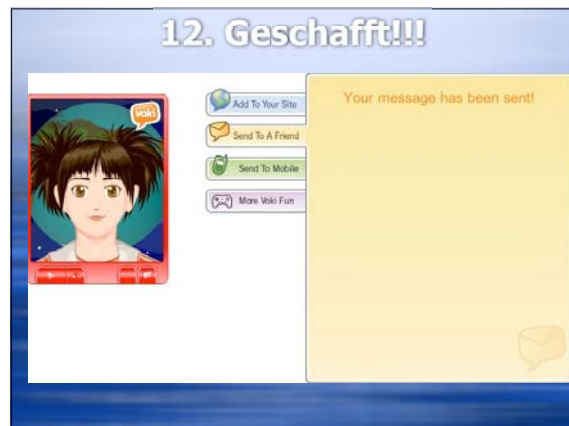 12. Geschafft!!!
voki
Add To Your Site
Send To A Friend
Send To Mobile
More Voki Fun
Your message has been sent!